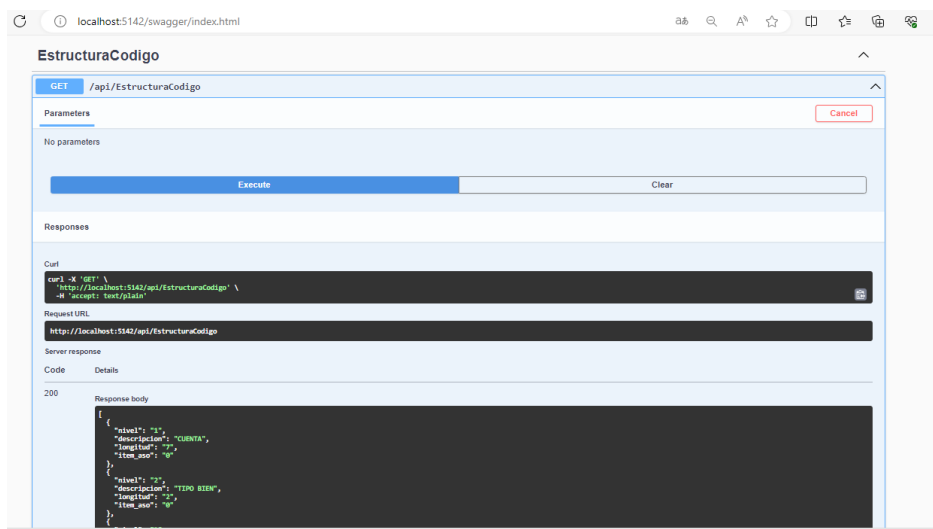 localhost:5142/swagger/index.html
EstructuraCodigo
GET /api/EstructuraCodigo
Parameters Cancel
No parameters
Execute Clear
Responses
Curl
curl -X 'GET' \
'http://localhost:5142/api/EstructuraCodigo' \
-H 'accept: text/plain'
Request URL
http://localhost:5142/api/EstructuraCodigo
Server response
Code Details
200
Response body
[
{
"nivel": "1",
"descripcion": "CUENTA",
"longitud": "7",
"item_aso": "0"
},
{
"nivel": "2",
"descripcion": "TIPO BIEN",
"longitud": "2",
"item_aso": "0"
},
{